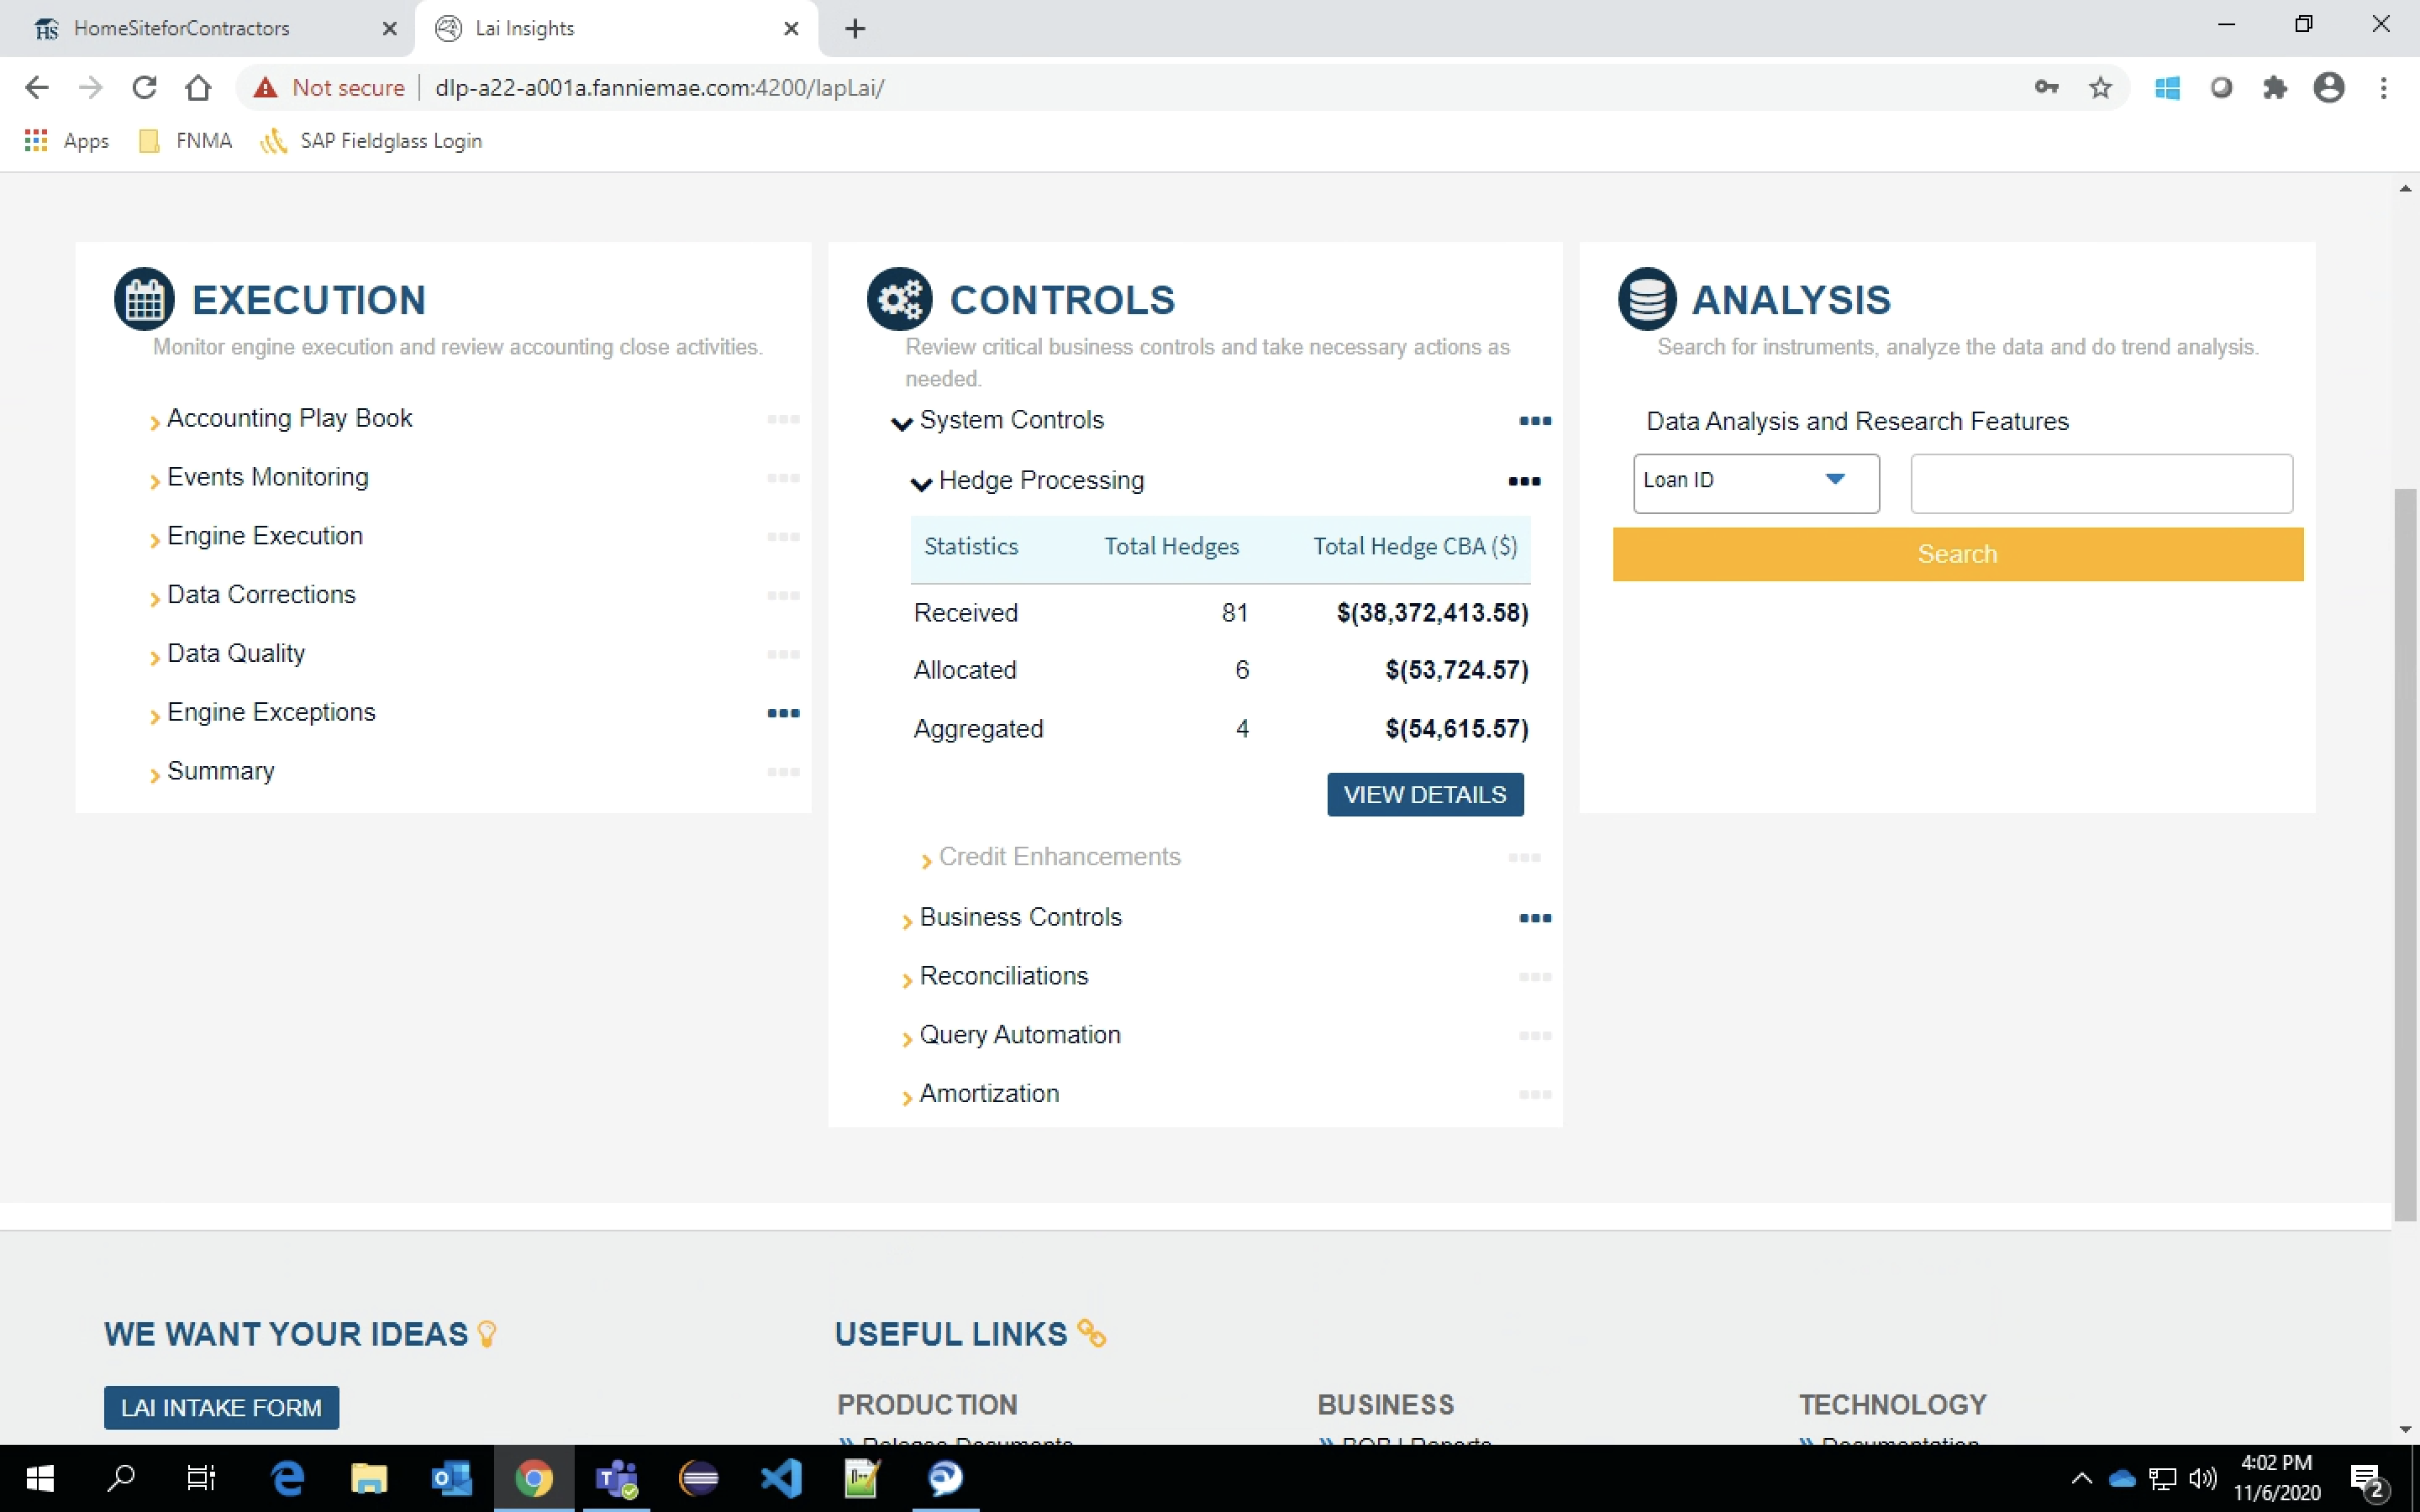 HomeSiteforContractors
Lai Insights
Not secure
dlp-a22-a001a.fanniemae.com:4200/lapLai/
Apps
FNMA
SAP Fieldglass Login
EXECUTION
Monitor engine execution and review accounting close activities.
Accounting Play Book
Events Monitoring
Engine Execution
Data Corrections
Data Quality
Engine Exceptions
Summary
CONTROLS
Review critical business controls and take necessary actions as
needed.
System Controls
Hedge Processing
Statistics Total Hedges Total Hedge CBA ($)
Received 81 $(38,372,413.58)
Allocated 6 $(53,724.57)
Aggregated 4 $(54,615.57)
VIEW DETAILS
Credit Enhancements
Business Controls
Reconciliations
Query Automation
Amortization
ANALYSIS
Search for instruments, analyze the data and do trend analysis.
Data Analysis and Research Features
Loan ID
Search
WE WANT YOUR IDEAS
LAI INTAKE FORM
USEFUL LINKS
PRODUCTION
Release Documents
BUSINESS
Reports
TECHNOLOGY
Documentation
4:02 PM
11/6/2020
2